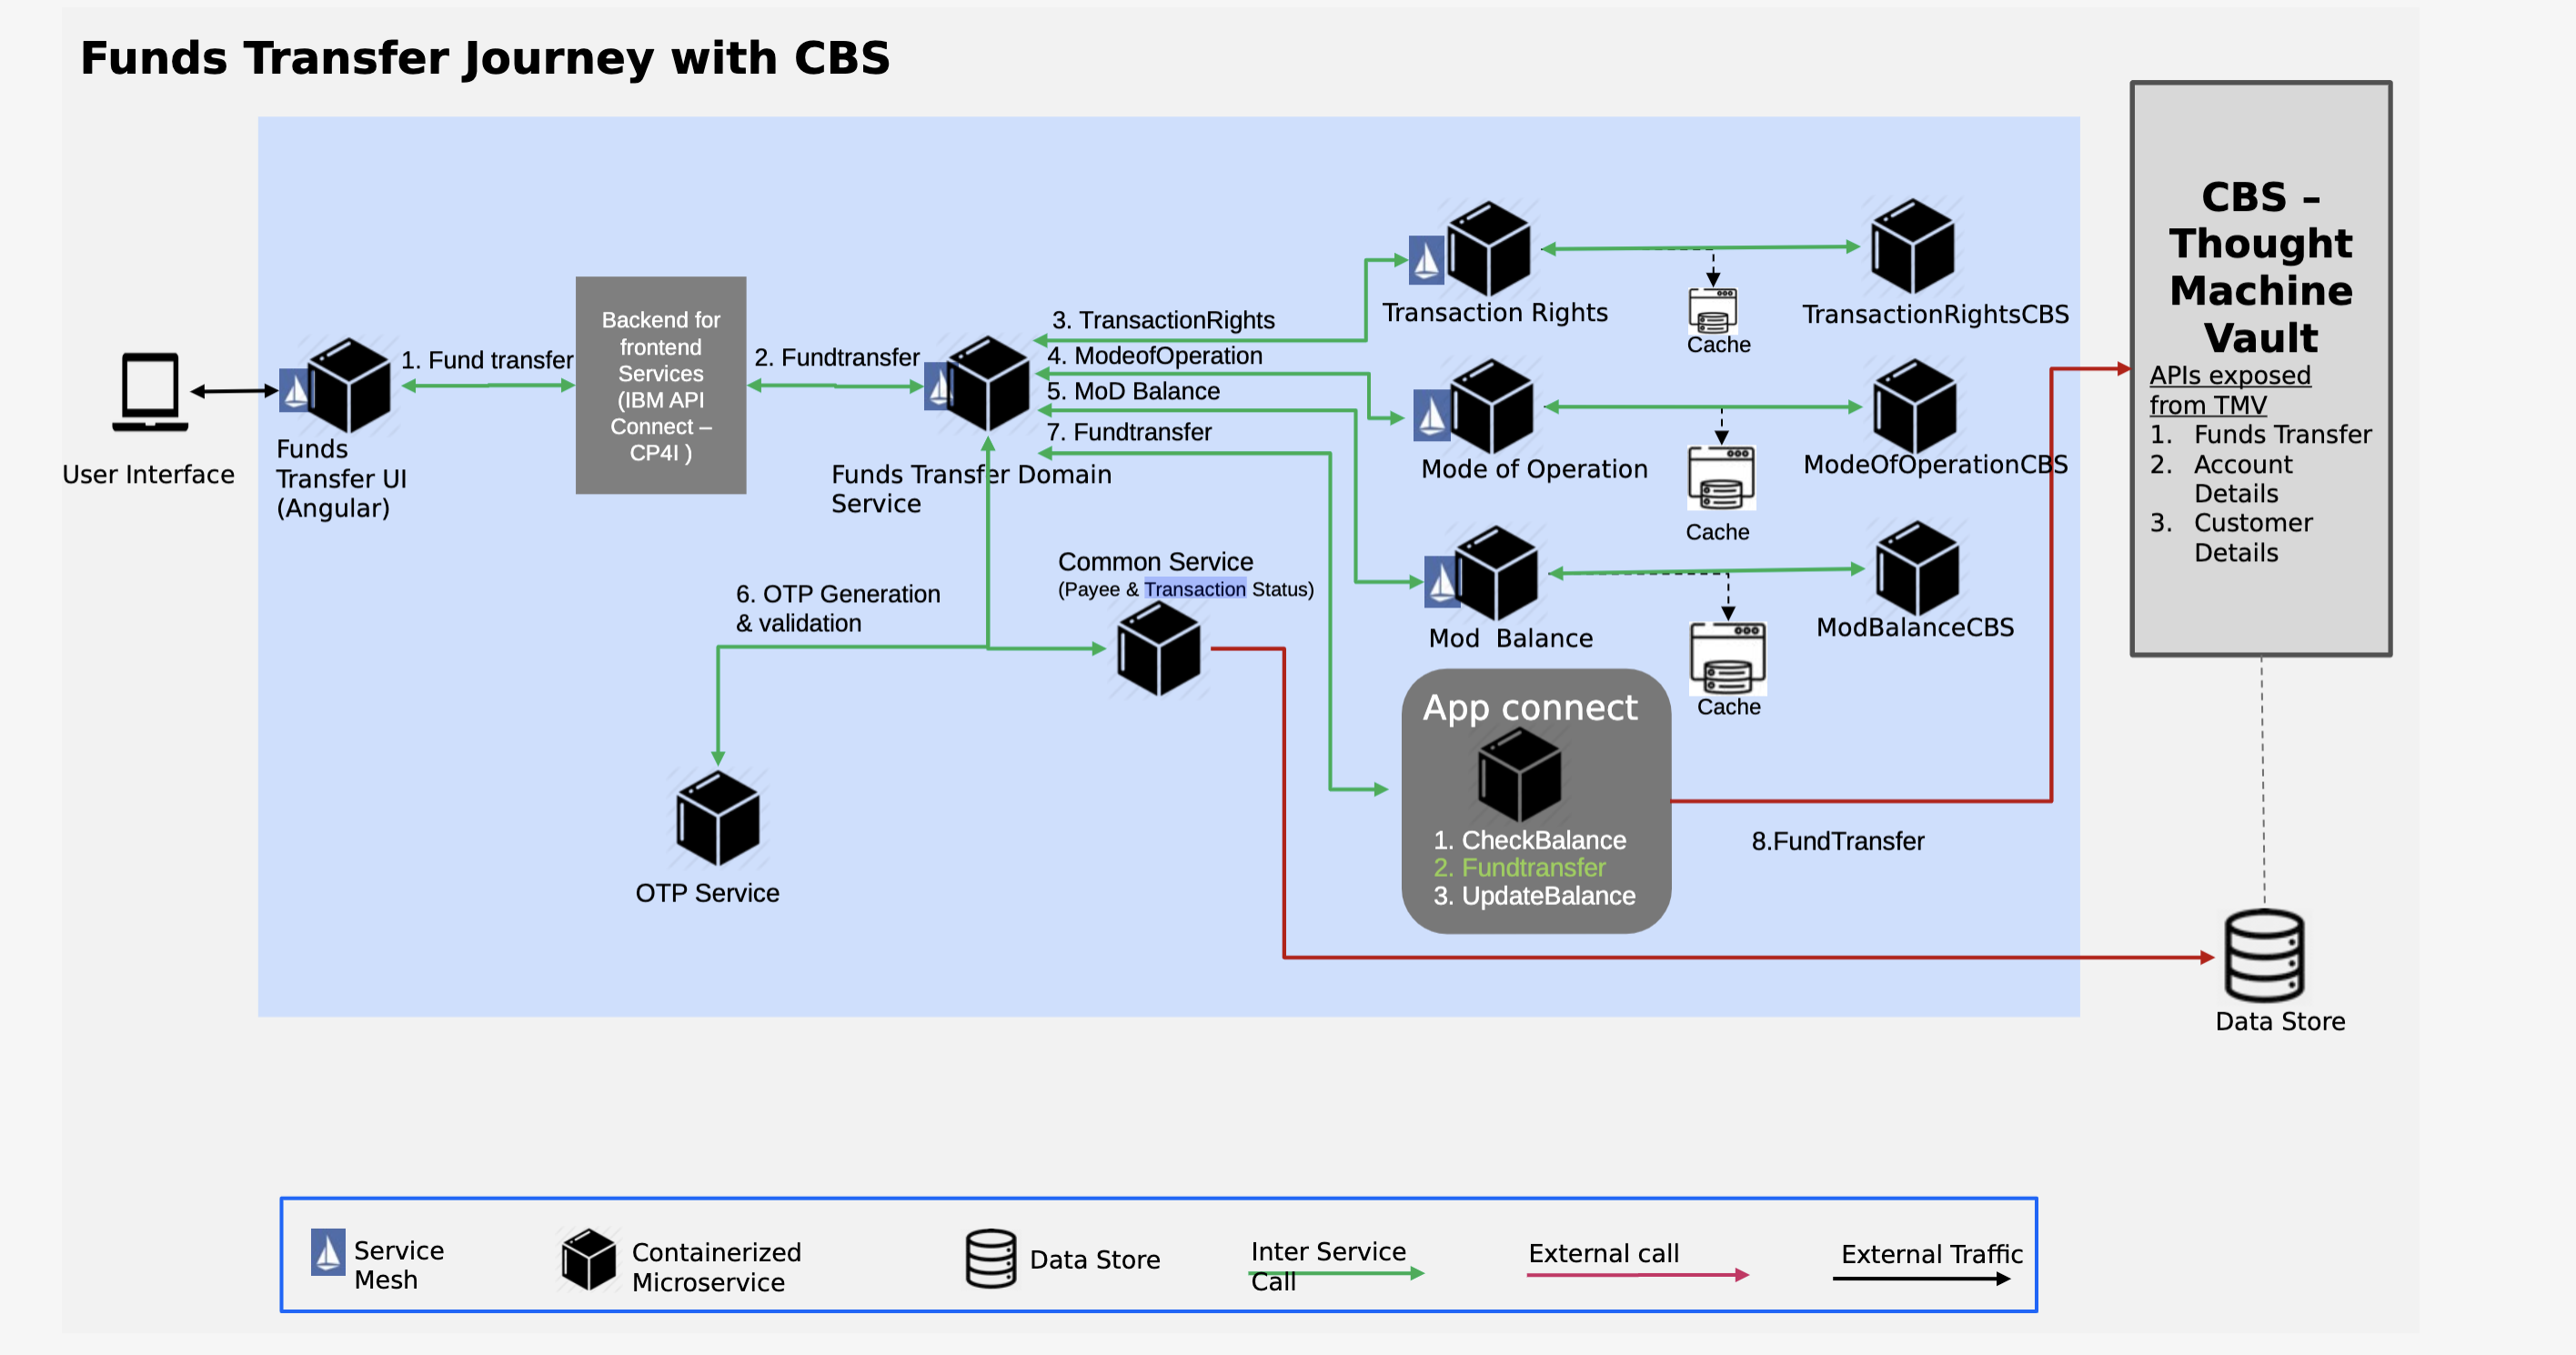 Funds Transfer Journey with CBS
CBS –
Thought
Machine
Vault
APIs exposed
from TMV
1. Funds Transfer
2. Account
Details
3. Customer
Details
User Interface
Funds
Transfer UI
(Angular)
1. Fund transfer
Backend for
frontend
Services
(IBM API
Connect –
CP4I )
2. Fundtransfer
Funds Transfer Domain
Service
3. TransactionRights
4. ModeofOperation
5. MoD Balance
7. Fundtransfer
Transaction Rights
Cache
TransactionRightsCBS
Mode of Operation
Cache
ModeOfOperationCBS
Mod  Balance
Cache
ModBalanceCBS
6. OTP Generation
& validation
Common Service
(Payee & Transaction Status)
OTP Service
App connect
1. CheckBalance
2. Fundtransfer
3. UpdateBalance
8.FundTransfer
Data Store
Service
Mesh
Containerized
Microservice
Data Store
Inter Service
Call
External call
External Traffic